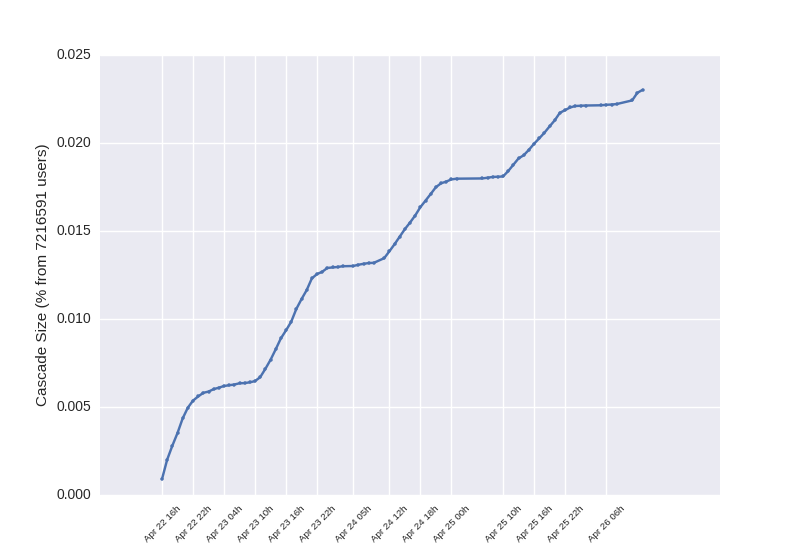 0.025
0.020
0.015
0.010
0.005
0.000
Cascade Size (% from 7216591 users)
Apr 22 16h
Apr 22 22h
Apr 23 04h
Apr 23 10h
Apr 23 16h
Apr 23 22h
Apr 24 05h
Apr 24 12h
Apr 24 18h
Apr 25 00h
Apr 25 10h
Apr 25 16h
Apr 25 22h
Apr 26 06h